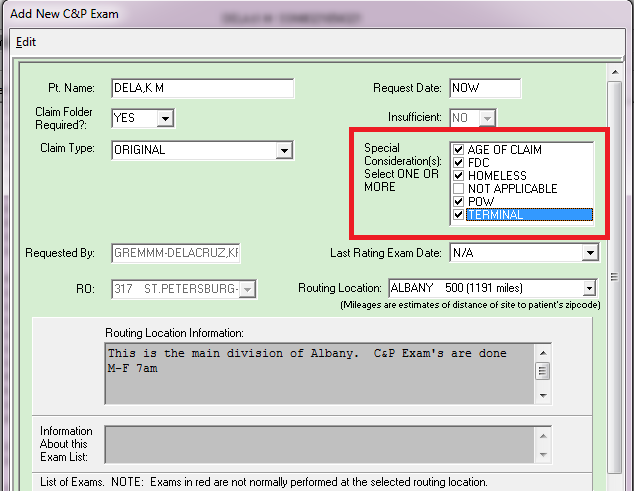 Add New C&P Exam
Edit
Pt. Name: DELA,K M
Request Date: NOW
Claim Folder
Required?: YES
Insufficient: NO
Claim Type: ORIGINAL
Special
Consideration(s):
Select ONE OR
MORE
AGE OF CLAIM
FDC
HOMELESS
NOT APPLICABLE
POW
TERMINAL
Requested By: GREMMM-DELACRUZ,KF
Last Rating Exam Date: N/A
RO: 317 ST.PETERSBURG-
Routing Location: ALBANY 500 (1191 miles)
(Mileages are estimates of distance of site to patient's zipcode)
Routing Location Information:
This is the main division of Albany. C&P Exam's are done
M-F 7am
Information
About this
Exam List:
List of Exams. NOTE: Exams in red are not normally performed at the selected routing location.